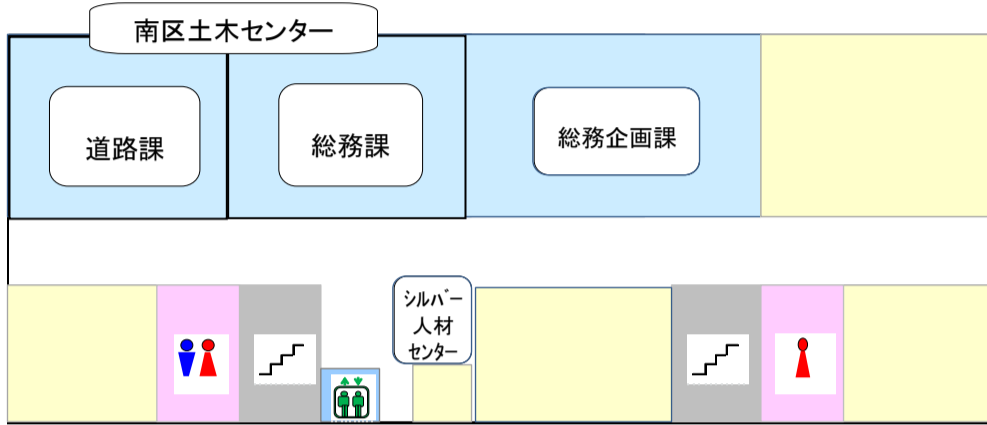 南区土木センター
道路課
総務課
総務企画課
シルバー
人材
センター